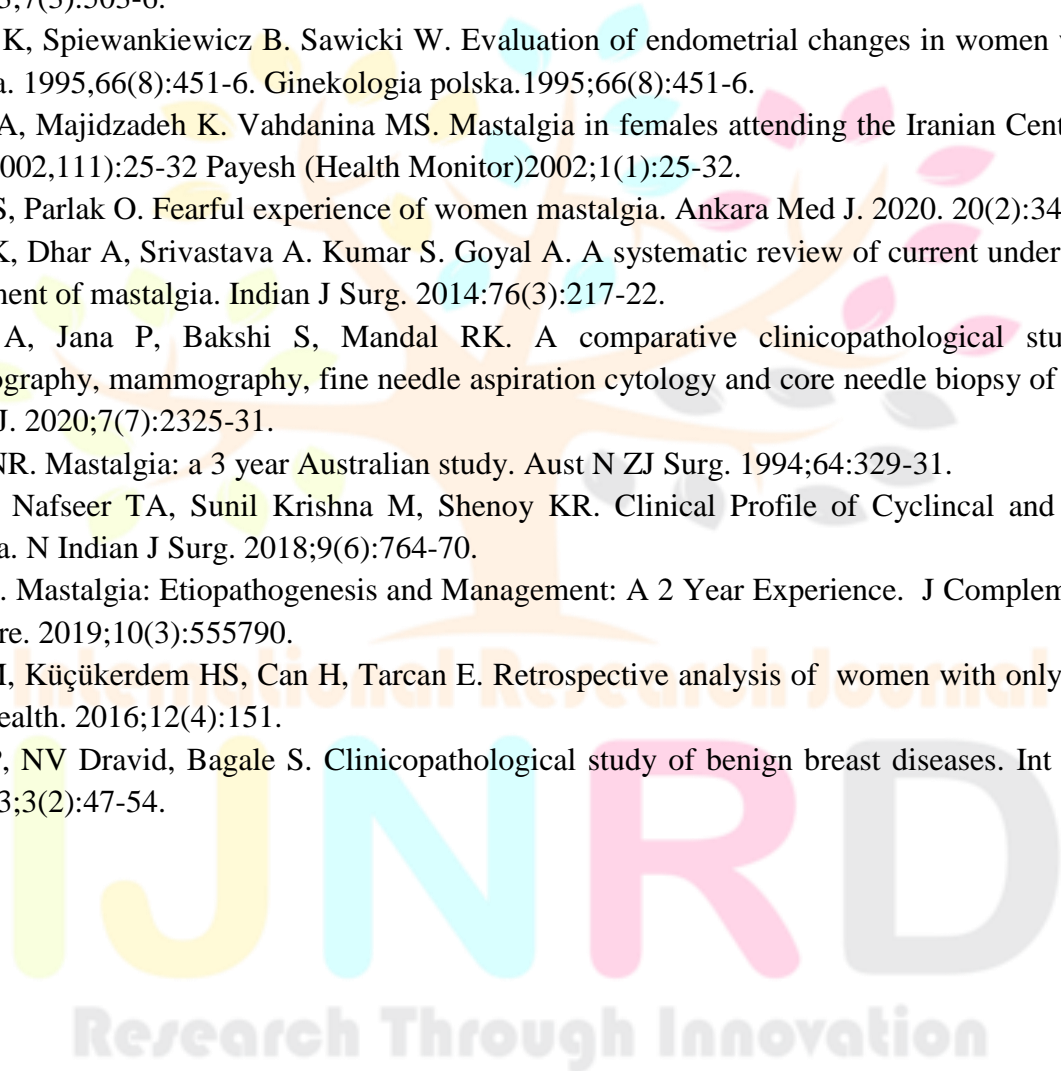 ;7(3):503-6.
K, Spiewankiewicz B. Sawicki W. Evaluation of endometrial changes in women
a. 1995,66(8):451-6. Ginekologia polska.1995;66(8):451-6.
A, Majidzadeh K. Vahdanina MS. Mastalgia in females attending the Iranian Cent
002,111):25-32 Payesh (Health Monitor)2002;1(1):25-32.
S, Parlak O. Fearful experience of women mastalgia. Ankara Med J. 2020. 20(2):34
K, Dhar A, Srivastava A. Kumar S. Goyal A. A systematic review of current under
ment of mastalgia. Indian J Surg. 2014:76(3):217-22.
A, Jana P, Bakshi S, Mandal RK. A comparative clinicopathological stu
ography, mammography, fine needle aspiration cytology and core needle biopsy of
J. 2020;7(7):2325-31.
NR. Mastalgia: a 3 year Australian study. Aust N ZJ Surg. 1994;64:329-31.
Nafseer TA, Sunil Krishna M, Shenoy KR. Clinical Profile of Cyclincal and
a. N Indian J Surg. 2018;9(6):764-70.
. Mastalgia: Etiopathogenesis and Management: A 2 Year Experience. J Complem
re. 2019;10(3):555790.
International Research Journal
M, Küçükerdem HS, Can H, Tarcan E. Retrospective analysis of women with only
ealth. 2016;12(4):151.
P, NV Dravid, Bagale S. Clinicopathological study of benign breast diseases. Int
3;3(2):47-54.
IJNRD
Research Through Innovation